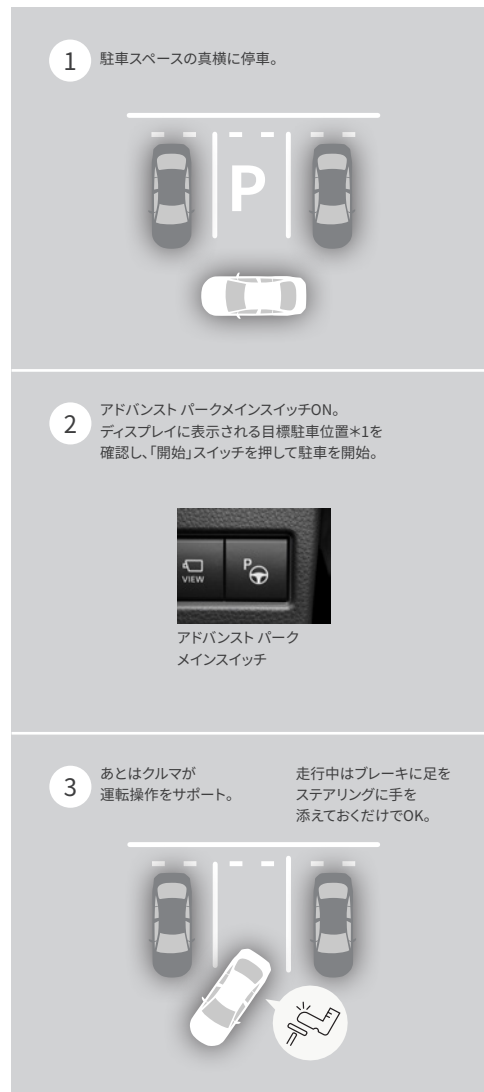 1
駐車スペースの真横に停車。
P
2
アドバンスト パークメインスイッチON。
ディスプレイに表示される目標駐車位置＊1を
確認し、「開始」スイッチを押して駐車を開始。
VIEW
P
アドバンスト パーク
メインスイッチ
3
あとはクルマが
運転操作をサポート。
走行中はブレーキに足を
ステアリングに手を
添えておくだけでOK。